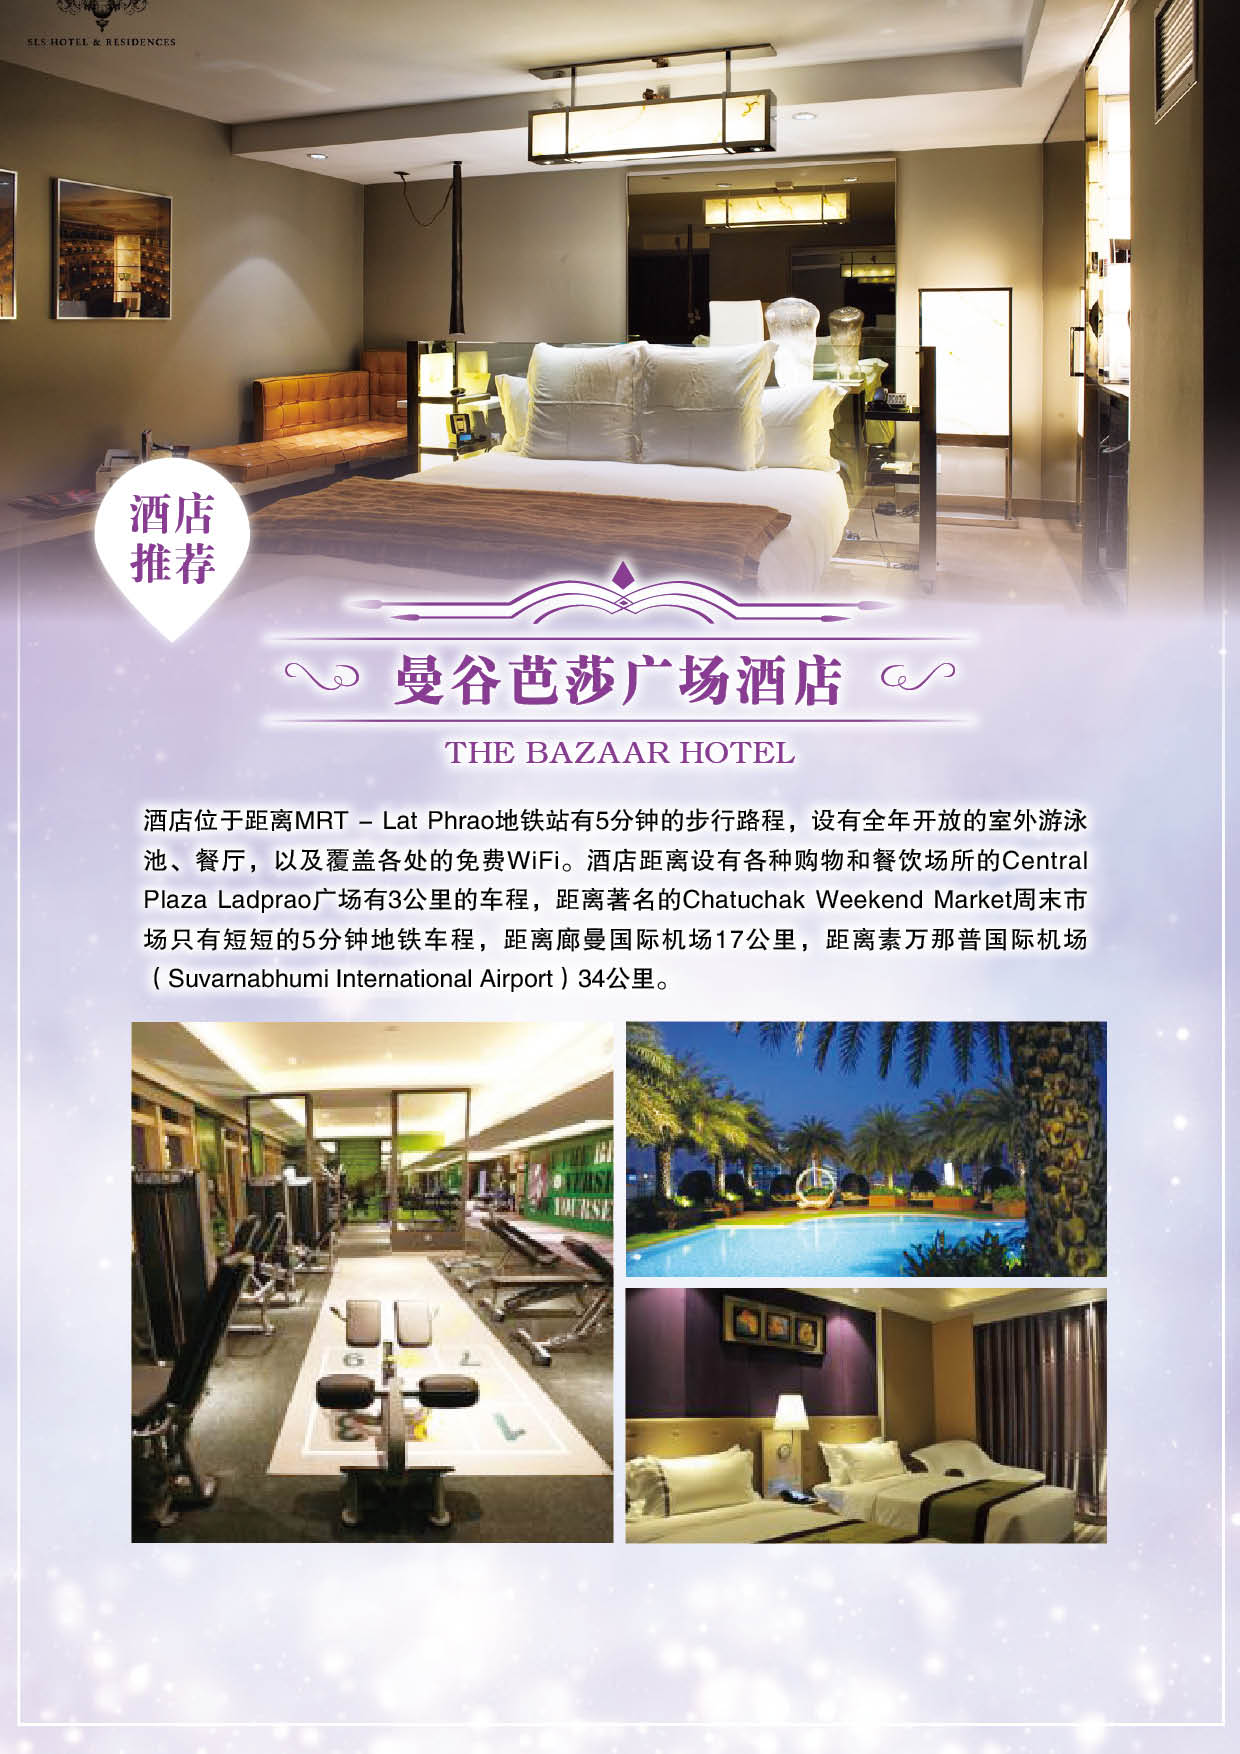 SLS HOTEL & RESIDENCES
酒店
推荐
曼谷芭莎广场酒店
THE BAZAAR HOTEL
酒店位于距离MRT - Lat Phrao地铁站有5分钟的步行路程，设有全年开放的室外游泳
池、餐厅，以及覆盖各处的免费WiFi。酒店距离设有各种购物和餐饮场所的Central
Plaza Ladprao广场有3公里的车程，距离著名的Chatuchak Weekend Market周末市
场只有短短的5分钟地铁车程，距离廊曼国际机场17公里，距离素万那普国际机场
（Suvarnabhumi International Airport）34公里。